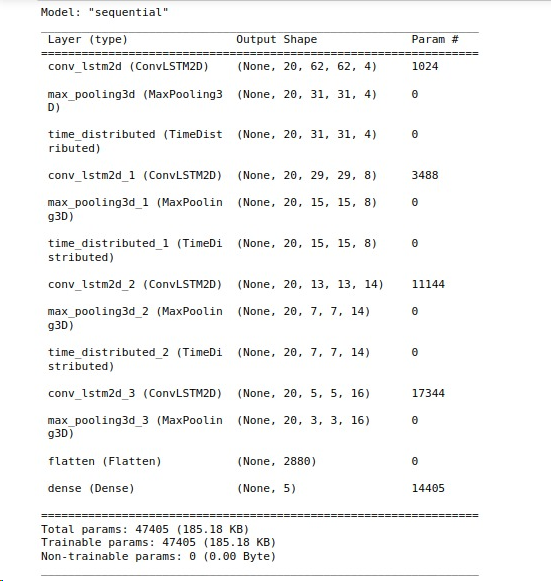 Model: "sequential"
Layer (type) Output Shape Param #
=================================================================
conv_lstm2d (ConvLSTM2D) (None, 20, 62, 62, 4) 1024
max_pooling3d (MaxPooling3 (None, 20, 31, 31, 4) 0
D)
time_distributed (TimeDist (None, 20, 31, 31, 4) 0
ributed)
conv_lstm2d_1 (ConvLSTM2D) (None, 20, 29, 29, 8) 3488
max_pooling3d_1 (MaxPoolin (None, 20, 15, 15, 8) 0
g3D)
time_distributed_1 (TimeDi (None, 20, 15, 15, 8) 0
stributed)
conv_lstm2d_2 (ConvLSTM2D) (None, 20, 13, 13, 14) 11144
max_pooling3d_2 (MaxPoolin (None, 20, 7, 7, 14) 0
g3D)
time_distributed_2 (TimeDi (None, 20, 7, 7, 14) 0
stributed)
conv_lstm2d_3 (ConvLSTM2D) (None, 20, 5, 5, 16) 17344
max_pooling3d_3 (MaxPoolin (None, 20, 3, 3, 16) 0
g3D)
flatten (Flatten) (None, 2880) 0
dense (Dense) (None, 5) 14405
=================================================================
Total params: 47405 (185.18 KB)
Trainable params: 47405 (185.18 KB)
Non-trainable params: 0 (0.00 Byte)